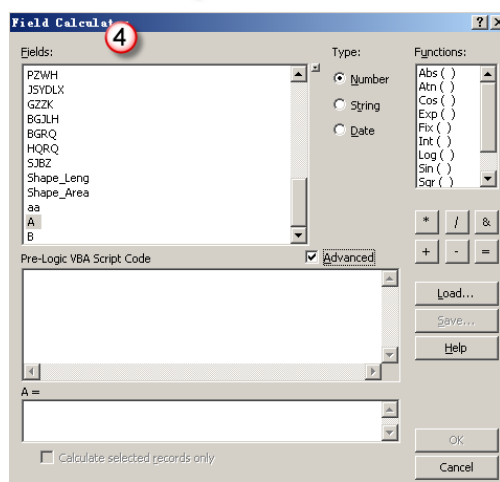 Field Calculator
4
Fields:
Type:
Functions:
PZWH
JSYDLX
GZZK
BGJLH
BGRQ
HQRQ
SJBZ
Shape_Leng
Shape_Area
aa
A
B
Number
String
Date
Abs ( )
Atn ( )
Cos ( )
Exp ( )
Fix ( )
Int ( )
Log ( )
Sin ( )
Sqr ( )
* / &
+ - =
Pre-Logic VBA Script Code
Advanced
Load...
Save...
Help
A =
Calculate selected records only
OK
Cancel